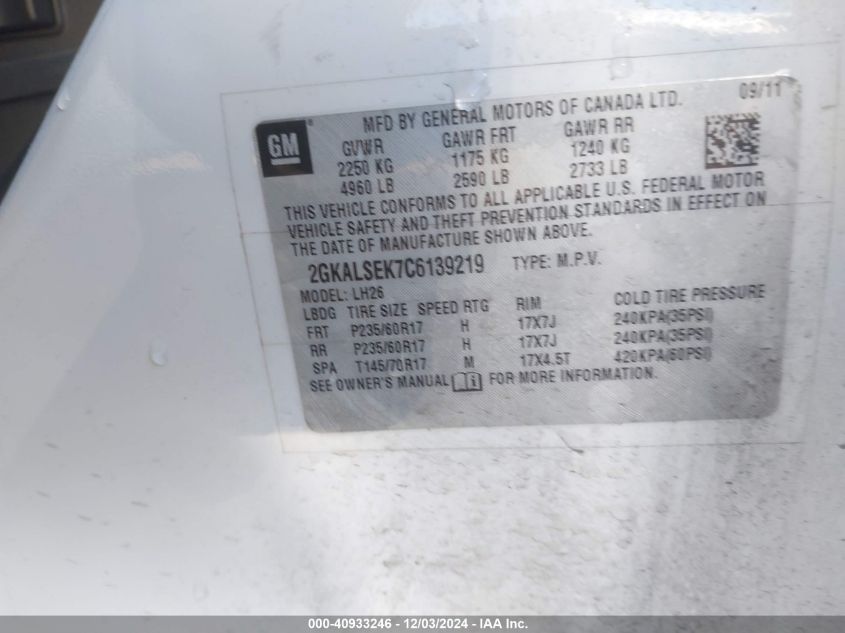 GM ®
MFD BY GENERAL MOTORS OF CANADA LTD. 09/11
GVWR GAWR FRT GAWR RR
2250 KG 1175 KG 1240 KG
4960 LB 2590 LB 2733 LB
THIS VEHICLE CONFORMS TO ALL APPLICABLE U.S. FEDERAL MOTOR
VEHICLE SAFETY AND THEFT PREVENTION STANDARDS IN EFFECT ON
THE DATE OF MANUFACTURE SHOWN ABOVE.
2GKALSEK7C6139219 TYPE: M.P.V.
MODEL: LH26
LBDG TIRE SIZE SPEED RTG RIM COLD TIRE PRESSURE
FRT P235/60R17 H 17X7J 240KPA(35PSI)
RR P235/60R17 H 17X7J 240KPA(35PSI)
SPA T145/70R17 M 17X4.5T 420KPA(60PSI)
SEE OWNER'S MANUAL FOR MORE INFORMATION.
000-40933246 - 12/03/2024 - IAA Inc.